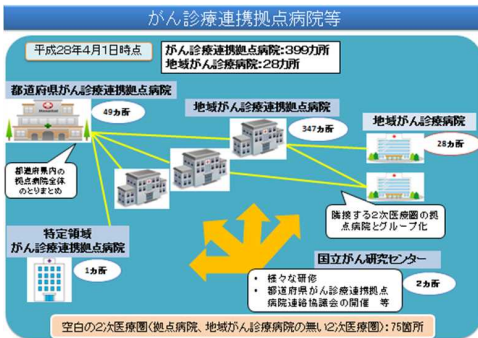 がん診療連携拠点病院等
平成28年4月1日時点
がん診療連携拠点病院:399カ所
地域がん診療病院:28カ所
都道府県がん診療連携拠点病院
49カ所
都道府県内の
拠点病院全体
のとりまとめ
地域がん診療連携拠点病院
347カ所
地域がん診療病院
28カ所
隣接する2次医療圏の拠
点病院とグループ化
特定領域
がん診療連携拠点病院
1カ所
国立がん研究センター
2カ所
・ 様々な研修
・ 都道府県がん診療連携拠点
病院連絡協議会の開催 等
空白の2次医療圏(拠点病院、地域がん診療病院の無い2次医療圏):75箇所